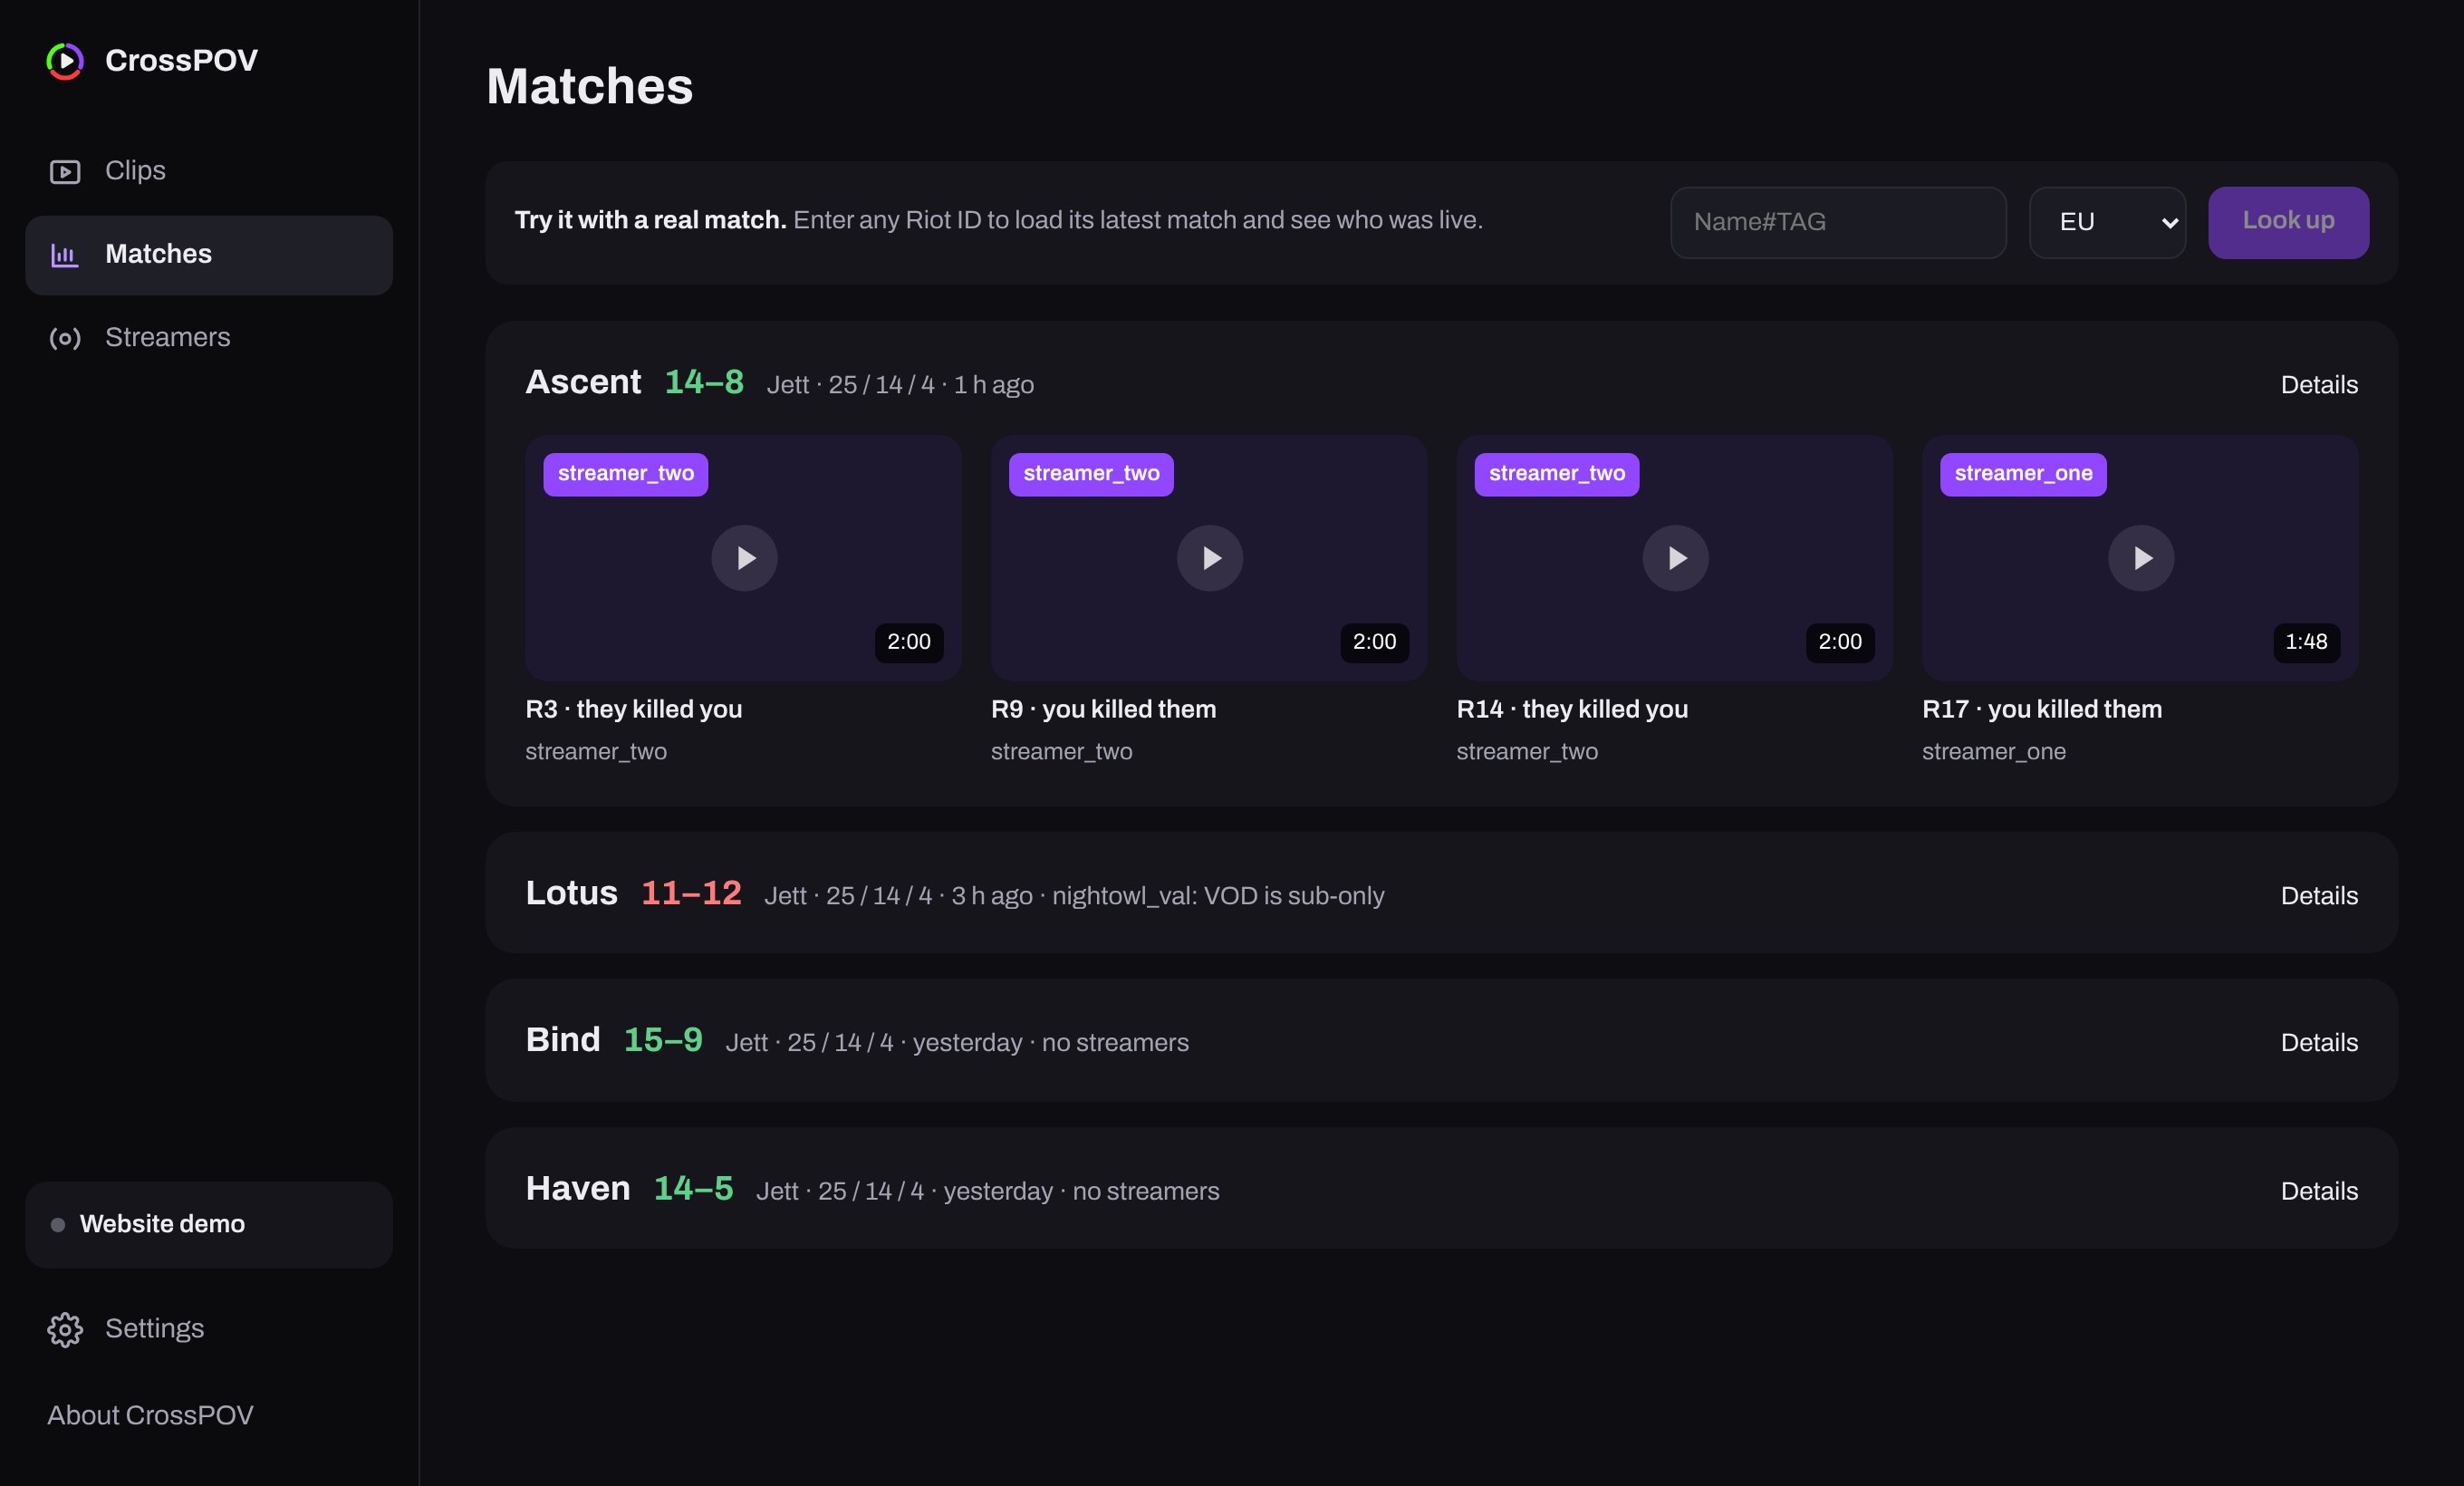 CrossPOV
Clips
Matches
Streamers
Website demo
Settings
About CrossPOV
Matches
Try it with a real match. Enter any Riot ID to load its latest match and see who was live.
Name#TAG
EU
Look up
Ascent 14–8 Jett · 25 / 14 / 4 · 1 h ago Details
streamer_two streamer_two streamer_two streamer_one
2:00 2:00 2:00 1:48
R3 · they killed you R9 · you killed them R14 · they killed you R17 · you killed them
streamer_two streamer_two streamer_two streamer_one
Lotus 11–12 Jett · 25 / 14 / 4 · 3 h ago · nightowl_val: VOD is sub-only Details
Bind 15–9 Jett · 25 / 14 / 4 · yesterday · no streamers Details
Haven 14–5 Jett · 25 / 14 / 4 · yesterday · no streamers Details